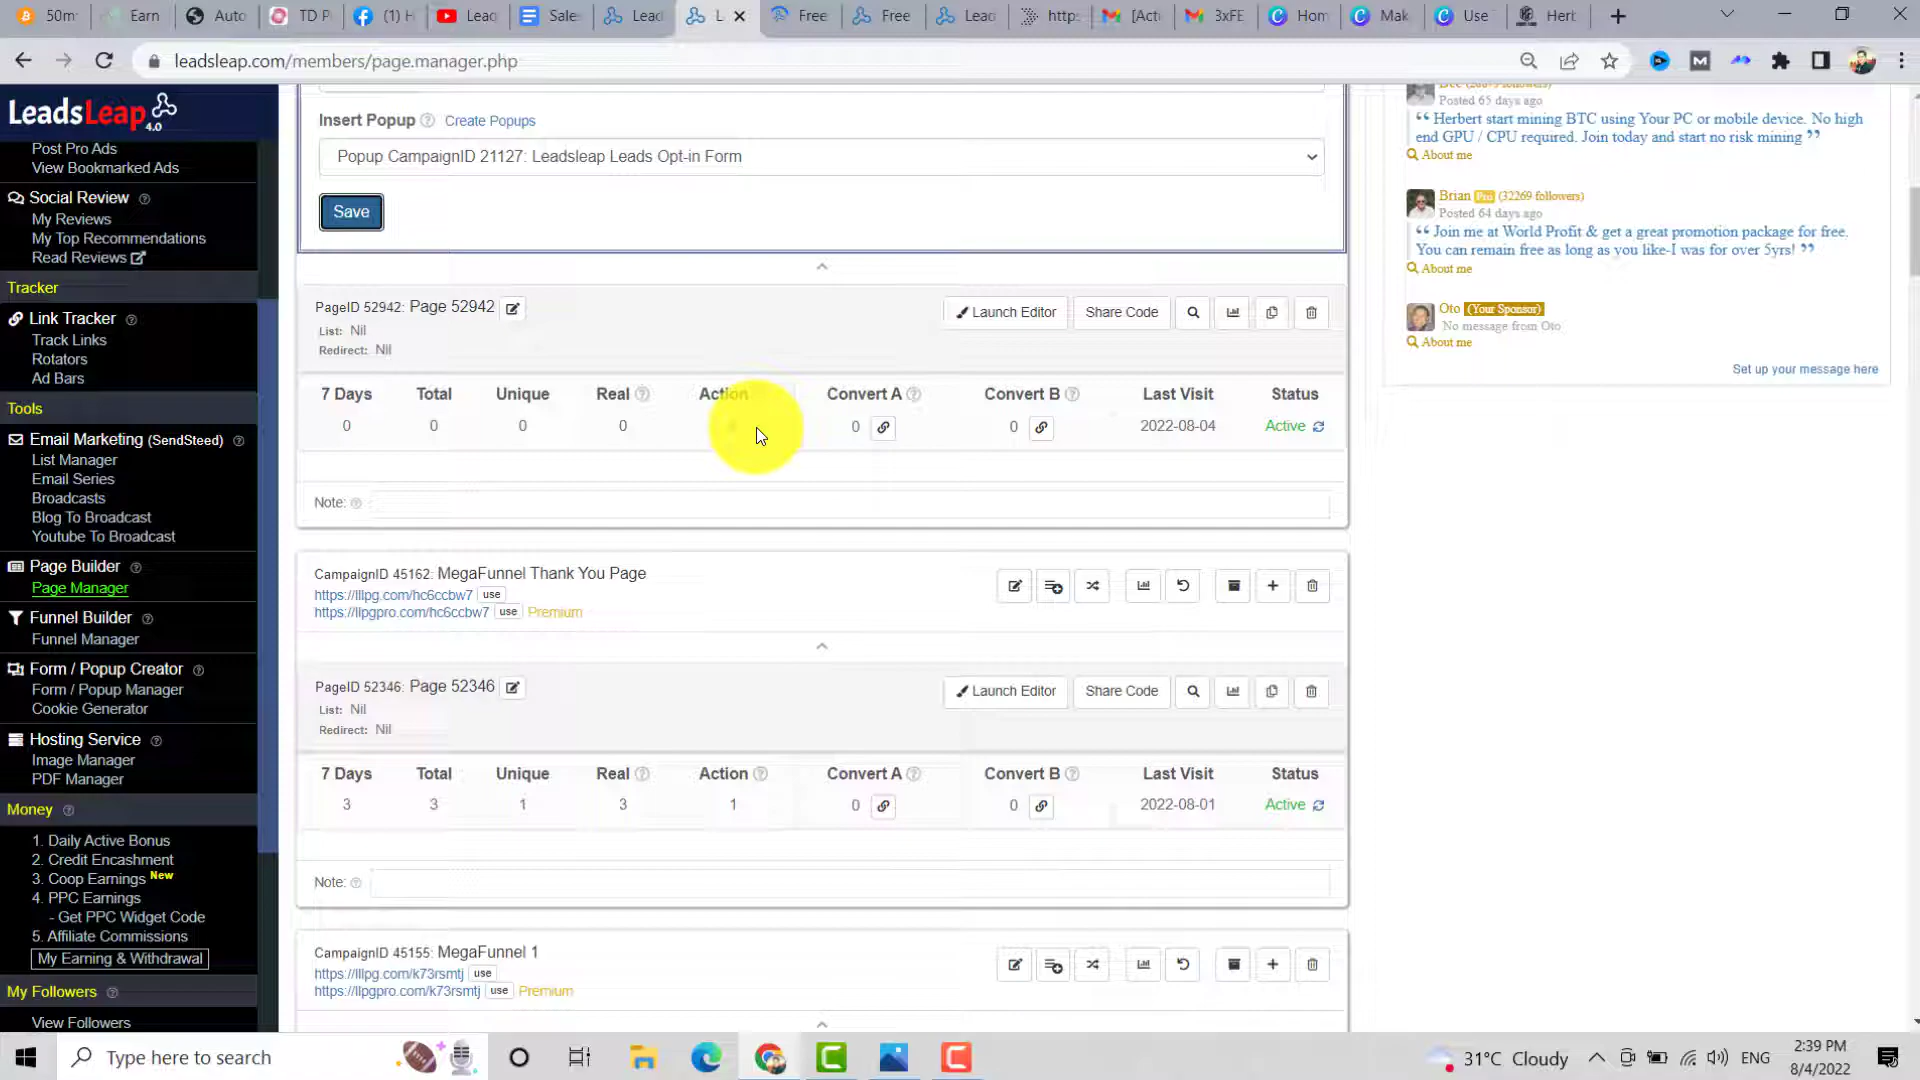 50m
Earn
Auto
TD P
(1) H
Leac
Sale
Lead
L
Free
Free
Lead
http:
[Acti
3xFE
Hom
Mak
Use
Hert
leadsleap.com/members/page.manager.php
LeadsLeap 4.0
Post Pro Ads
View Bookmarked Ads
Social Review
My Reviews
My Top Recommendations
Read Reviews
Tracker
Link Tracker
Track Links
Rotators
Ad Bars
Tools
Email Marketing (SendSteed)
List Manager
Email Series
Broadcasts
Blog To Broadcast
Youtube To Broadcast
Page Builder
Page Manager
Funnel Builder
Funnel Manager
Form / Popup Creator
Form / Popup Manager
Cookie Generator
Hosting Service
Image Manager
PDF Manager
Money
1. Daily Active Bonus
2. Credit Encashment
3. Coop Earnings New
4. PPC Earnings
- Get PPC Widget Code
5. Affiliate Commissions
My Earning & Withdrawal
My Followers
View Followers
Insert Popup Create Popups
Popup CampaignID 21127: Leadsleap Leads Opt-in Form
Save
PageID 52942: Page 52942
List: Nil
Redirect: Nil
Launch Editor Share Code
7 Days Total Unique Real Action Convert A Convert B Last Visit Status
0 0 0 0 0 0 2022-08-04 Active
Note:
CampaignID 45162: MegaFunnel Thank You Page
https://llpg.com/hc6ccbw7 use
https://llpgpro.com/hc6ccbw7 use Premium
PageID 52346: Page 52346
List: Nil
Redirect: Nil
Launch Editor Share Code
7 Days Total Unique Real Action Convert A Convert B Last Visit Status
3 3 1 3 1 0 0 2022-08-01 Active
Note:
CampaignID 45155: MegaFunnel 1
https://llpg.com/k73rsmtj use
https://llpgpro.com/k73rsmtj use Premium
Posted 65 days ago
“ Herbert start mining BTC using Your PC or mobile device. No high
end GPU / CPU required. Join today and start no risk mining ”
About me
Brian Pro (32269 followers)
Posted 64 days ago
“ Join me at World Profit & get a great promotion package for free.
You can remain free as long as you like-I was for over 5yrs! ”
About me
Oto (Your Sponsor)
No message from Oto
About me
Set up your message here
Type here to search
31°C Cloudy
ENG
2:39 PM
8/4/2022